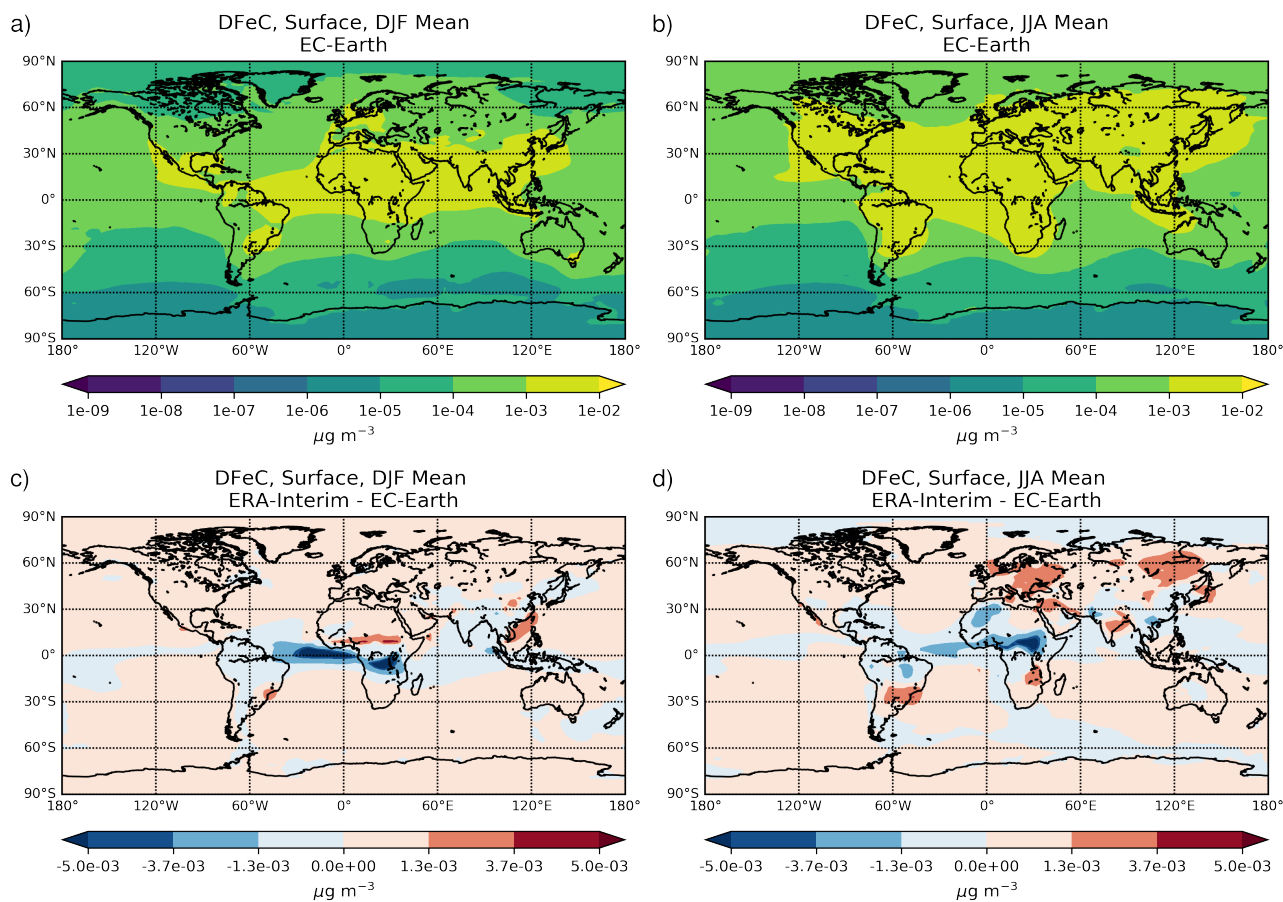 a)
DFeC, Surface, DJF Mean
EC-Earth
90°N
60°N
30°N
0°
30°S
60°S
90°S
180° 120°W 60°W 0° 60°E 120°E 180°
1e-09 1e-08 1e-07 1e-06 1e-05 1e-04 1e-03 1e-02
μg m⁻³
b)
DFeC, Surface, JJA Mean
EC-Earth
90°N
60°N
30°N
0°
30°S
60°S
90°S
180° 120°W 60°W 0° 60°E 120°E 180°
1e-09 1e-08 1e-07 1e-06 1e-05 1e-04 1e-03 1e-02
μg m⁻³
c)
DFeC, Surface, DJF Mean
ERA-Interim - EC-Earth
90°N
60°N
30°N
0°
30°S
60°S
90°S
180° 120°W 60°W 0° 60°E 120°E 180°
-5.0e-03 -3.7e-03 -1.3e-03 0.0e+00 1.3e-03 3.7e-03 5.0e-03
μg m⁻³
d)
DFeC, Surface, JJA Mean
ERA-Interim - EC-Earth
90°N
60°N
30°N
0°
30°S
60°S
90°S
180° 120°W 60°W 0° 60°E 120°E 180°
-5.0e-03 -3.7e-03 -1.3e-03 0.0e+00 1.3e-03 3.7e-03 5.0e-03
μg m⁻³